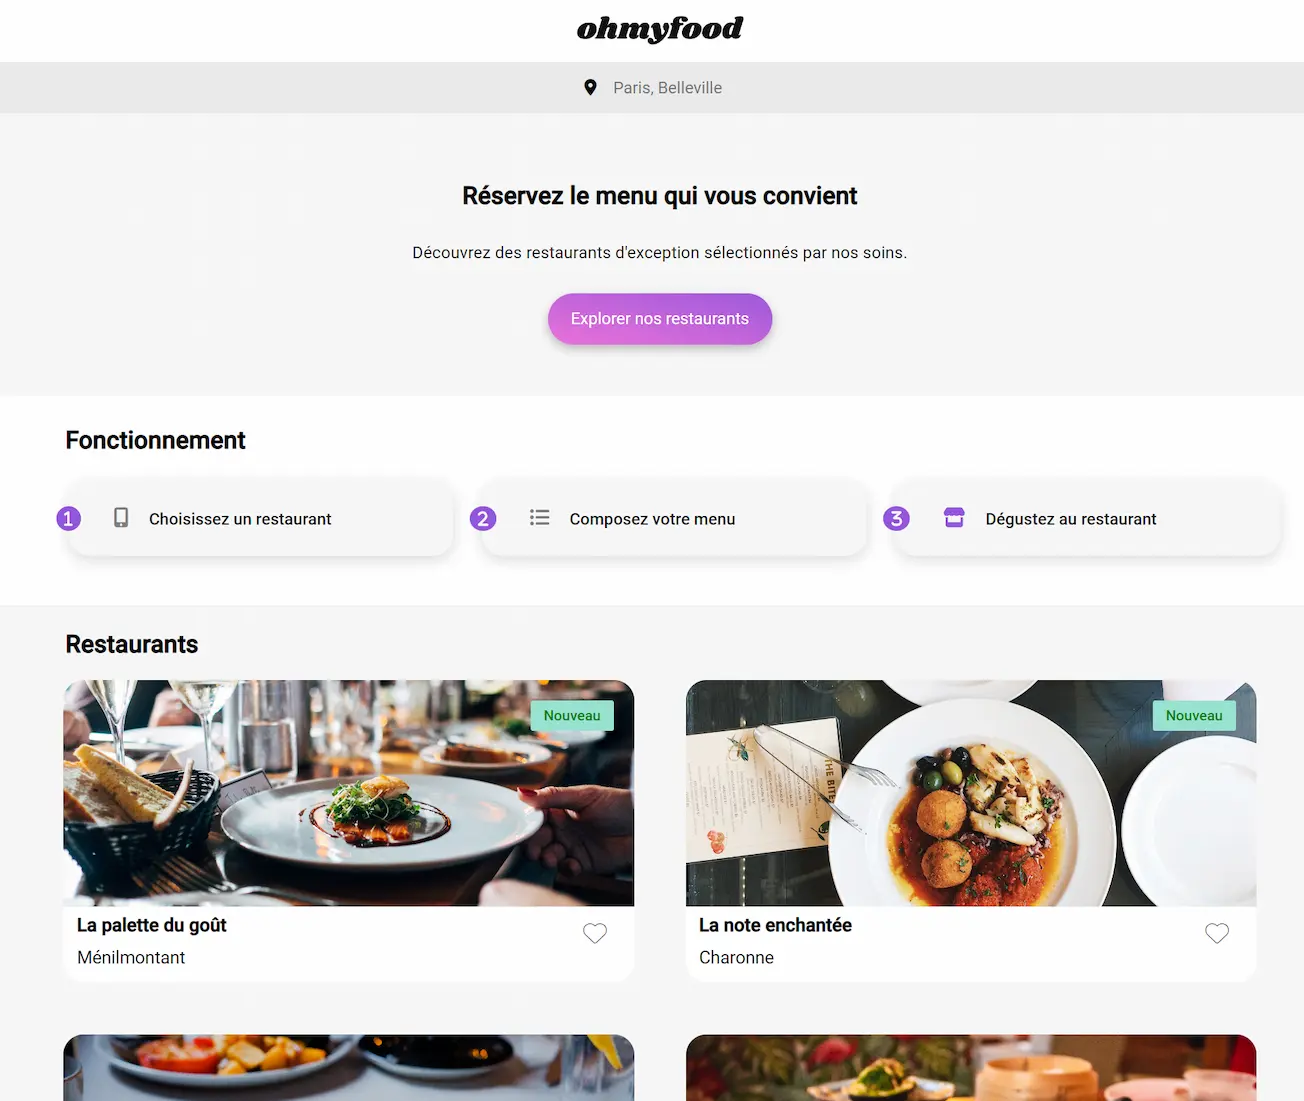 ohmyfood
Paris, Belleville
Réservez le menu qui vous convient
Découvrez des restaurants d'exception sélectionnés par nos soins.
Explorer nos restaurants
Fonctionnement
1 Choisissez un restaurant
2 Composez votre menu
3 Dégustez au restaurant
Restaurants
Nouveau
THE BITE
La palette du goût
Ménilmontant
Nouveau
La note enchantée
Charonne